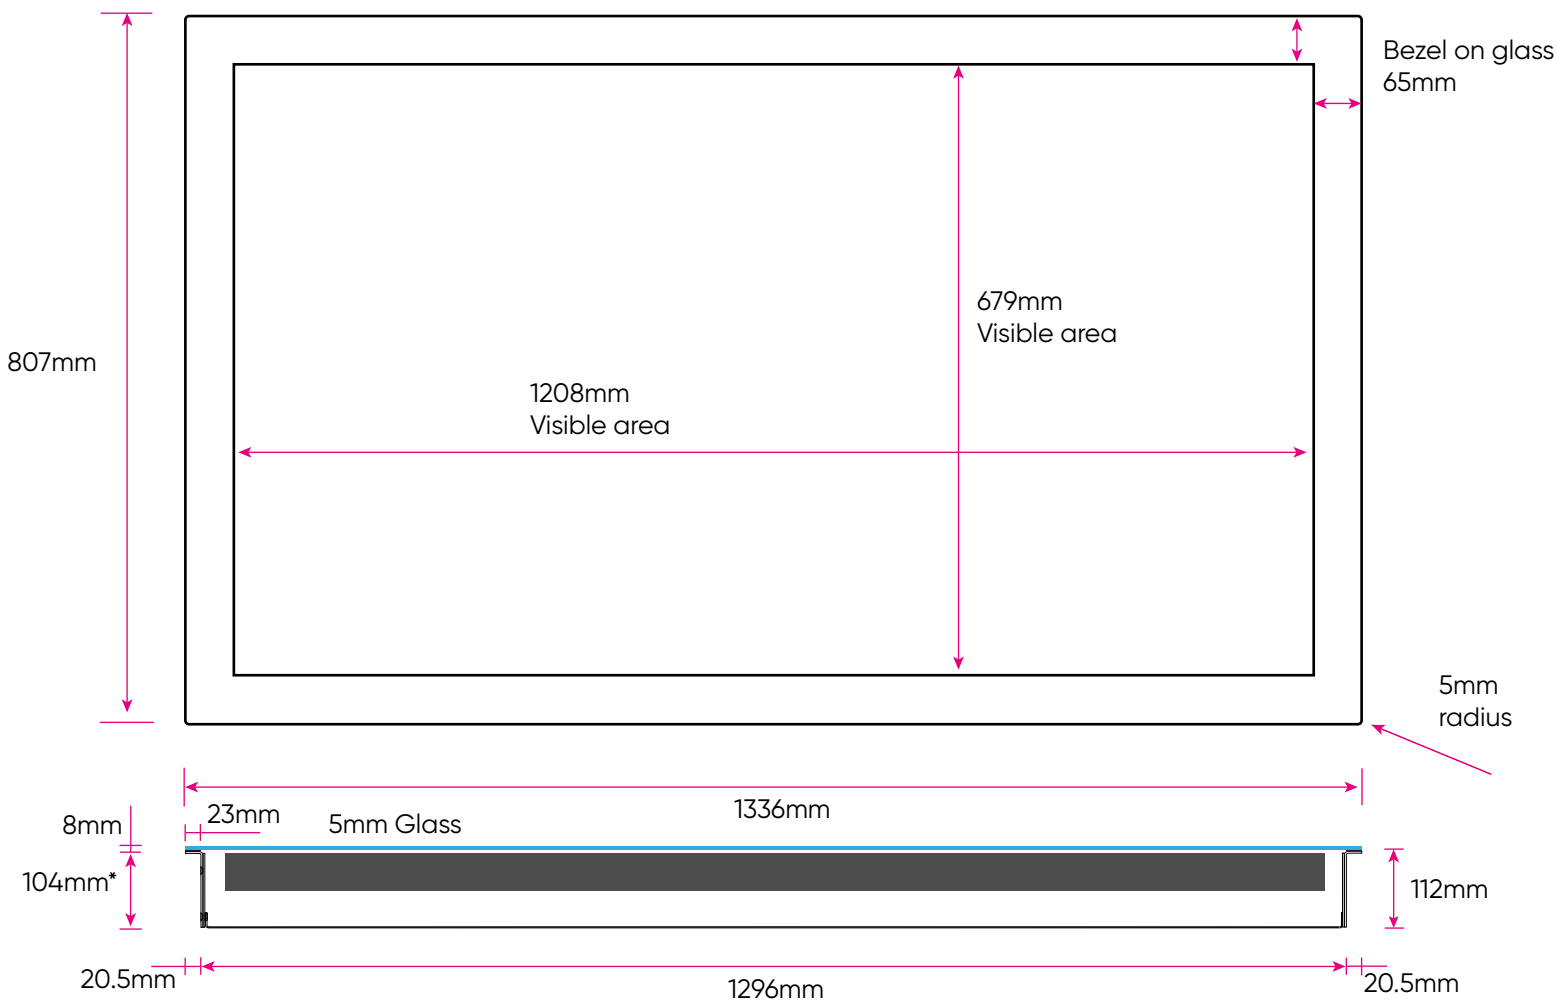 Bezel on glass
65mm
679mm
Visible area
807mm
1208mm
Visible area
5mm
radius
1336mm
23mm
5mm Glass
8mm
104mm*
112mm
20.5mm
1296mm
20.5mm